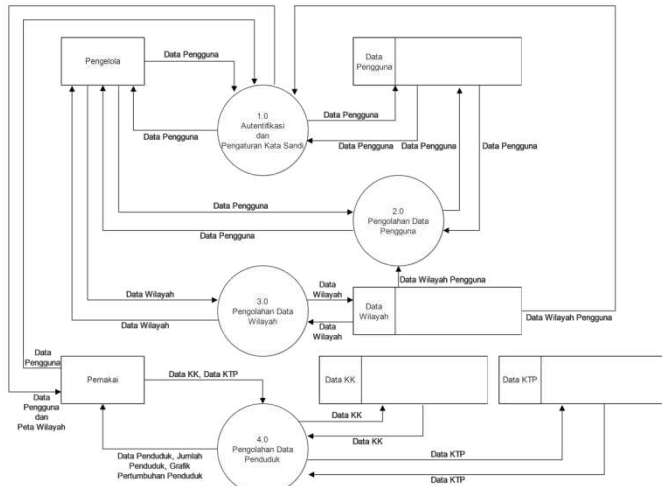 Pengelola
Data Pengguna
Data
Pengguna
1.0
Autentifikasi
dan
Pengaturan Kata Sandi
Data Pengguna
Data Pengguna
Data Pengguna
Data Pengguna
Data Pengguna
Data Pengguna
2.0
Pengolahan Data
Pengguna
Data Pengguna
Data Wilayah Pengguna
3.0
Pengolahan Data
Wilayah
Data Wilayah
Data Wilayah
Data
Wilayah
Data
Wilayah
Data
Wilayah
Data Wilayah Pengguna
Data
Pengguna
Pemakai
Data KK, Data KTP
Data KK
Data KTP
Data
Pengguna
dan
Peta Wilayah
4.0
Pengolahan Data
Penduduk
Data KK
Data KK
Data Penduduk, Jumlah
Penduduk, Grafik
Pertumbuhan Penduduk
Data KTP
Data KTP